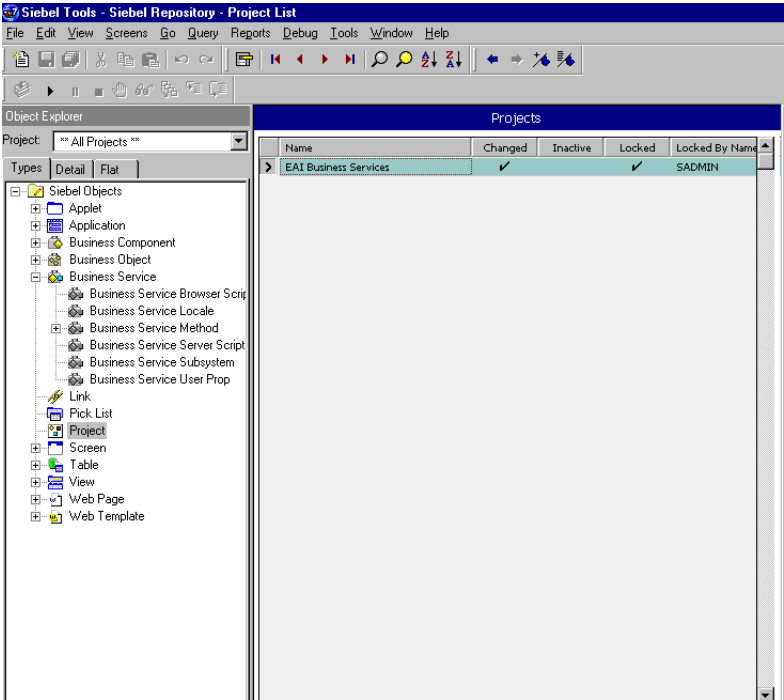 Siebel Tools - Siebel Repository - Project List
File Edit View Screens Go Query Reports Debug Tools Window Help
Object Explorer
Project: ** All Projects **
Types Detail Flat
Siebel Objects
Applet
Application
Business Component
Business Object
Business Service
Business Service Browser Scrip
Business Service Locale
Business Service Method
Business Service Server Script
Business Service Subsystem
Business Service User Prop
Link
Pick List
Project
Screen
Table
View
Web Page
Web Template
Projects
Name Changed Inactive Locked Locked By Name
EAI Business Services ✔ ✔ SADMIN